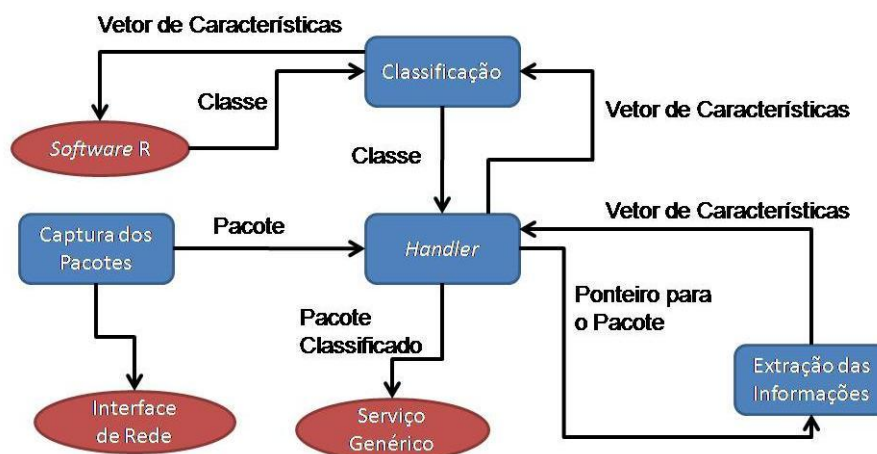 Vetor de Características
Classificação
Classe
Vetor de Características
Software R
Classe
Vetor de Características
Captura dos
Pacotes
Pacote
Handler
Ponteiro para
o Pacote
Pacote
Classificado
Extração das
Informações
Interface
de Rede
Serviço
Genérico